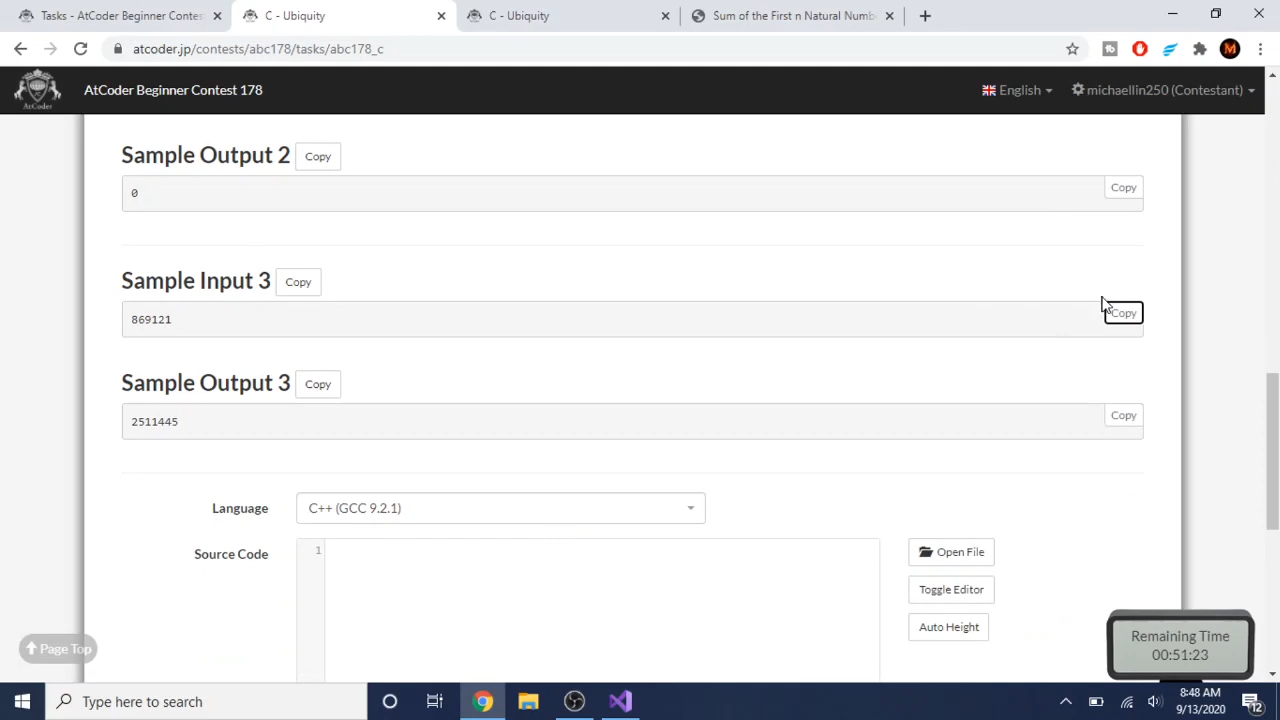 Tasks - AtCoder Beginner Contes
C - Ubiquity
C - Ubiquity
Sum of the First n Natural Numb
atcoder.jp/contests/abc178/tasks/abc178_c
M
AtCoder
AtCoder Beginner Contest 178
English
michaellin250 (Contestant)
Sample Output 2
Copy
0
Copy
Sample Input 3
Copy
869121
Copy
Sample Output 3
Copy
2511445
Copy
Language
C++ (GCC 9.2.1)
Source Code
1
Open File
Toggle Editor
Auto Height
Page Top
Remaining Time
00:51:23
Type here to search
8:48 AM
9/13/2020
12